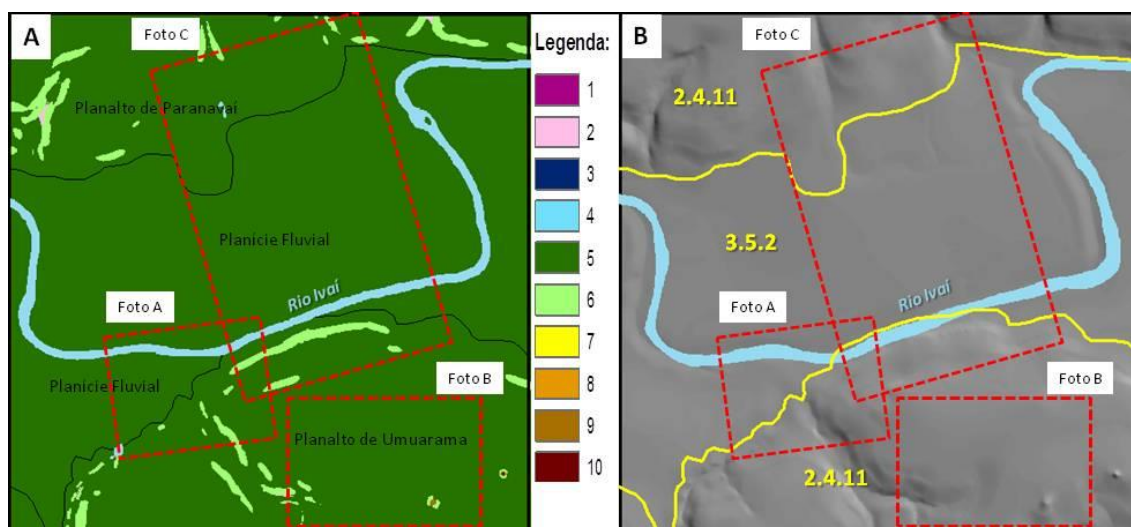 A
Foto C
Planalto de Paranavaí
Planície Fluvial
Rio Ivaí
Foto A
Planície Fluvial
Foto B
Planalto de Umuarama
Legenda:
1
2
3
4
5
6
7
8
9
10
B
Foto C
2.4.11
3.5.2
Rio Ivaí
Foto A
Foto B
2.4.11